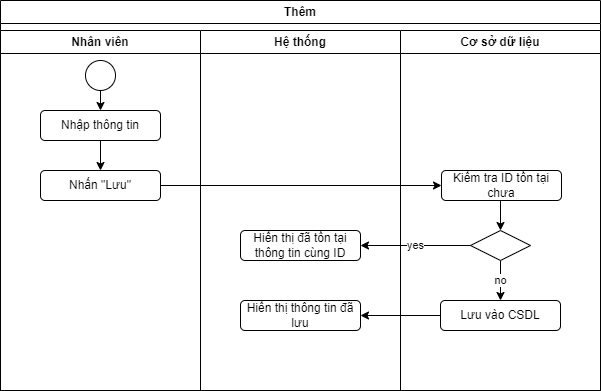 Thêm
Nhân viên
Hệ thống
Cơ sở dữ liệu
Nhập thông tin
Nhấn "Lưu"
Kiểm tra ID tồn tại
chưa
Hiển thị đã tồn tại
thông tin cùng ID
yes
no
Hiển thị thông tin đã
lưu
Lưu vào CSDL